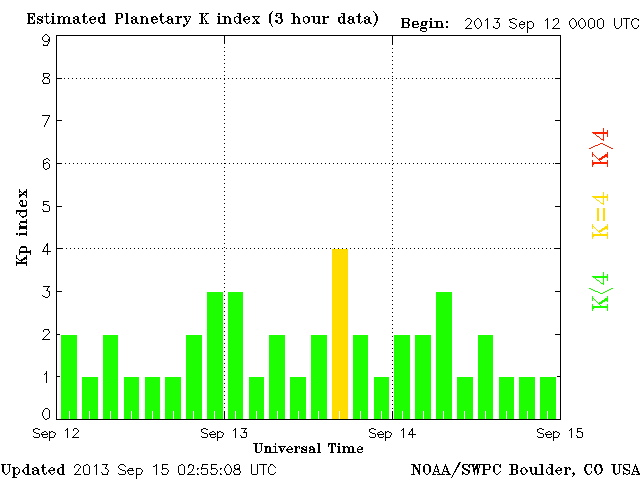 Estimated Planetary K index (3 hour data) Begin: 2013 Sep 12 0000 UTC
9
8
7
6
5
4
3
2
1
0
Kp index
K>4
K=4
K<4
Sep 12 Sep 13 Sep 14 Sep 15
Universal Time
Updated 2013 Sep 15 02:55:08 UTC NOAA/SWPC Boulder, CO USA